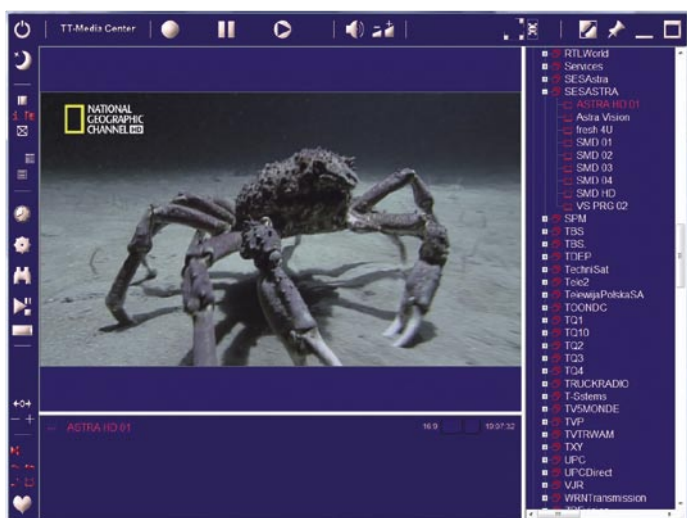 TT-Media Center
NATIONAL
GEOGRAPHIC
CHANNEL HD
RTLWorld
Services
SESAstra
SESASTRA
ASTRA HD 01
Astra Vision
fresh 4U
SMD 01
SMD 02
SMD 03
SMD 04
SMD HD
VS PRG 02
SPM
TBS
TBS.
TDEP
TechniSat
Tele2
TelewijaPolskaSA
TOONDC
TQ1
TQ10
TQ2
TQ3
TQ4
TRUCKRADIO
T-Sstems
TV5MONDE
TVP
TVTRWAM
TXY
UPC
UPCDirect
VJR
WRNTransmission
ASTRA HD 01
16:9
19:07:32